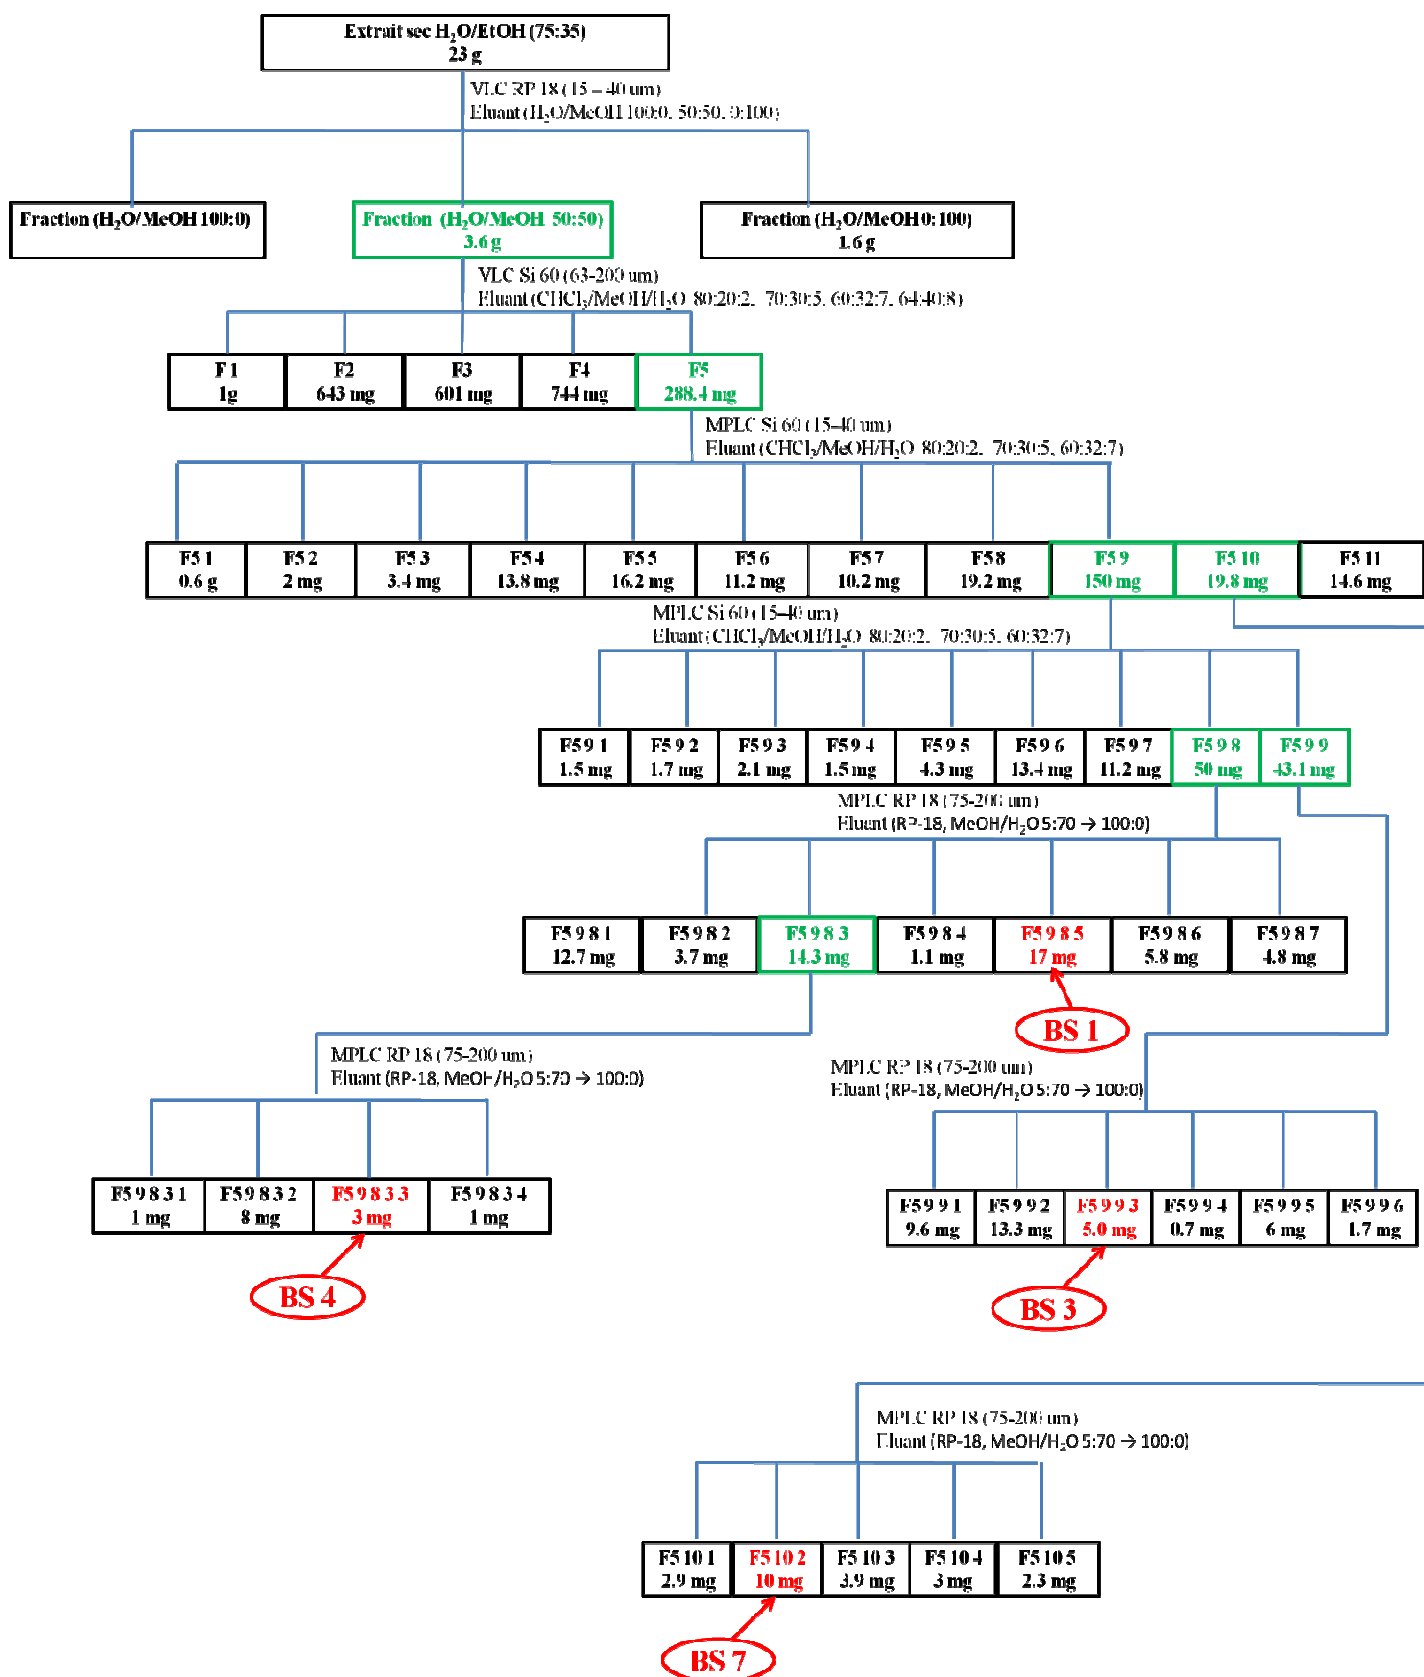 Extrait sec H₂O/EtOH (75:35)
23 g
VLC RP 18 (15 – 40 um)
Eluant (H₂O/MeOH 100:0, 50:50, 0:100)
Fraction (H₂O/MeOH 100:0)
Fraction (H₂O/MeOH 50:50)
3.6 g
Fraction (H₂O/MeOH 0:100)
1.6 g
VLC Si 60 (63-200 um)
Eluant (CHCl₃/MeOH/H₂O 80:20:2, 70:30:5, 60:32:7, 64:40:8)
F1
1g
F2
643 mg
F3
601 mg
F4
744 mg
F5
288.4 mg
MPLC Si 60 (15-40 um)
Eluant (CHCl₃/MeOH/H₂O 80:20:2, 70:30:5, 60:32:7)
F5 1
0.6 g
F5 2
2 mg
F5 3
3.4 mg
F5 4
13.8 mg
F5 5
16.2 mg
F5 6
11.2 mg
F5 7
10.2 mg
F5 8
19.2 mg
F5 9
150 mg
F5 10
19.8 mg
F5 11
14.6 mg
MPLC Si 60 (15-40 um)
Eluant (CHCl₃/MeOH/H₂O 80:20:2, 70:30:5, 60:32:7)
F5 9 1
1.5 mg
F5 9 2
1.7 mg
F5 9 3
2.1 mg
F5 9 4
1.5 mg
F5 9 5
4.3 mg
F5 9 6
13.4 mg
F5 9 7
11.2 mg
F5 9 8
50 mg
F5 9 9
43.1 mg
MPLC RP 18 (75-200 um)
Eluant (RP-18, MeOH/H₂O 5:70 → 100:0)
F5 9 8 1
12.7 mg
F5 9 8 2
3.7 mg
F5 9 8 3
14.3 mg
F5 9 8 4
1.1 mg
F5 9 8 5
17 mg
F5 9 8 6
5.8 mg
F5 9 8 7
4.8 mg
BS 1
MPLC RP 18 (75-200 um)
Eluant (RP-18, MeOH/H₂O 5:70 → 100:0)
MPLC RP 18 (75-200 um)
Eluant (RP-18, MeOH/H₂O 5:70 → 100:0)
F5 9 8 3 1
1 mg
F5 9 8 3 2
8 mg
F5 9 8 3 3
3 mg
F5 9 8 3 4
1 mg
F5 9 9 1
9.6 mg
F5 9 9 2
13.3 mg
F5 9 9 3
5.0 mg
F5 9 9 4
0.7 mg
F5 9 9 5
6 mg
F5 9 9 6
1.7 mg
BS 4
BS 3
MPLC RP 18 (75-200 um)
Eluant (RP-18, MeOH/H₂O 5:70 → 100:0)
F5 10 1
2.9 mg
F5 10 2
10 mg
F5 10 3
3.9 mg
F5 10 4
3 mg
F5 10 5
2.3 mg
BS 7